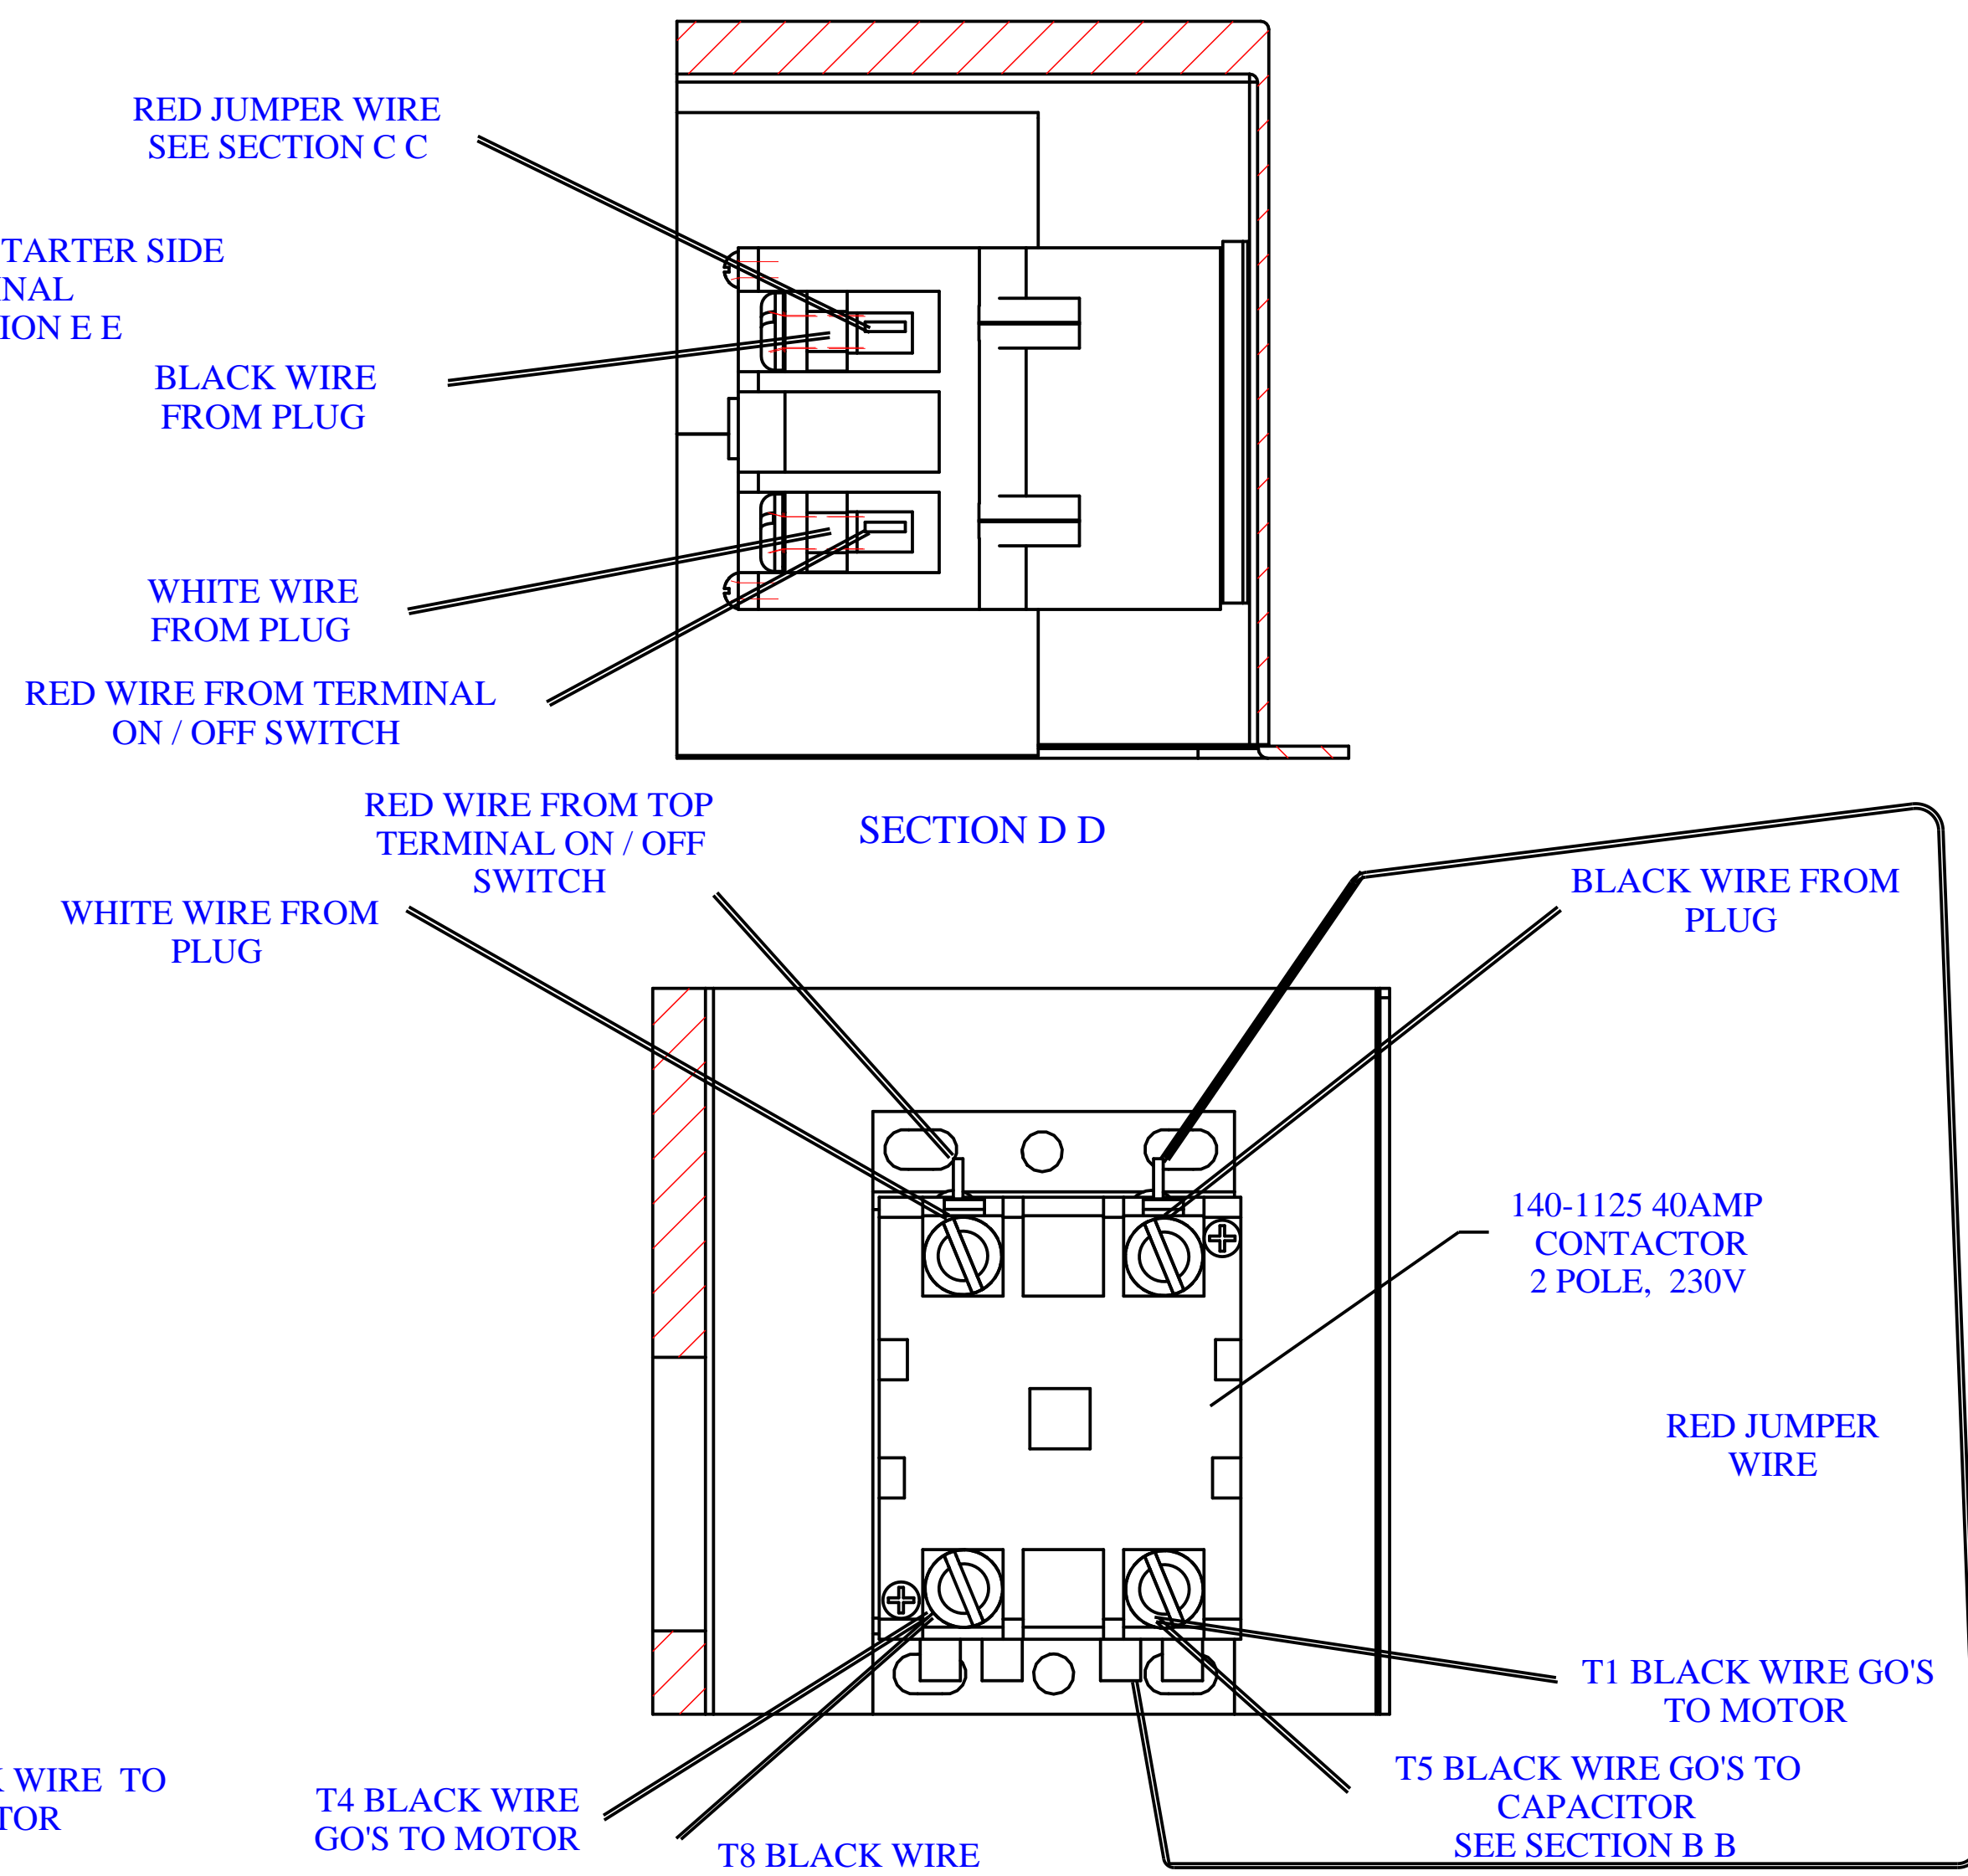 RED JUMPER WIRE
SEE SECTION C C
TARTER SIDE
NAL
ION E E
BLACK WIRE
FROM PLUG
WHITE WIRE
FROM PLUG
RED WIRE FROM TERMINAL
ON / OFF SWITCH
SECTION D D
RED WIRE FROM TOP
TERMINAL ON / OFF
SWITCH
WHITE WIRE FROM
PLUG
BLACK WIRE FROM
PLUG
140-1125 40AMP
CONTACTOR
2 POLE, 230V
RED JUMPER
WIRE
T1 BLACK WIRE GO'S
TO MOTOR
T5 BLACK WIRE GO'S TO
CAPACITOR
SEE SECTION B B
WIRE TO
TOR
T4 BLACK WIRE
GO'S TO MOTOR
T8 BLACK WIRE